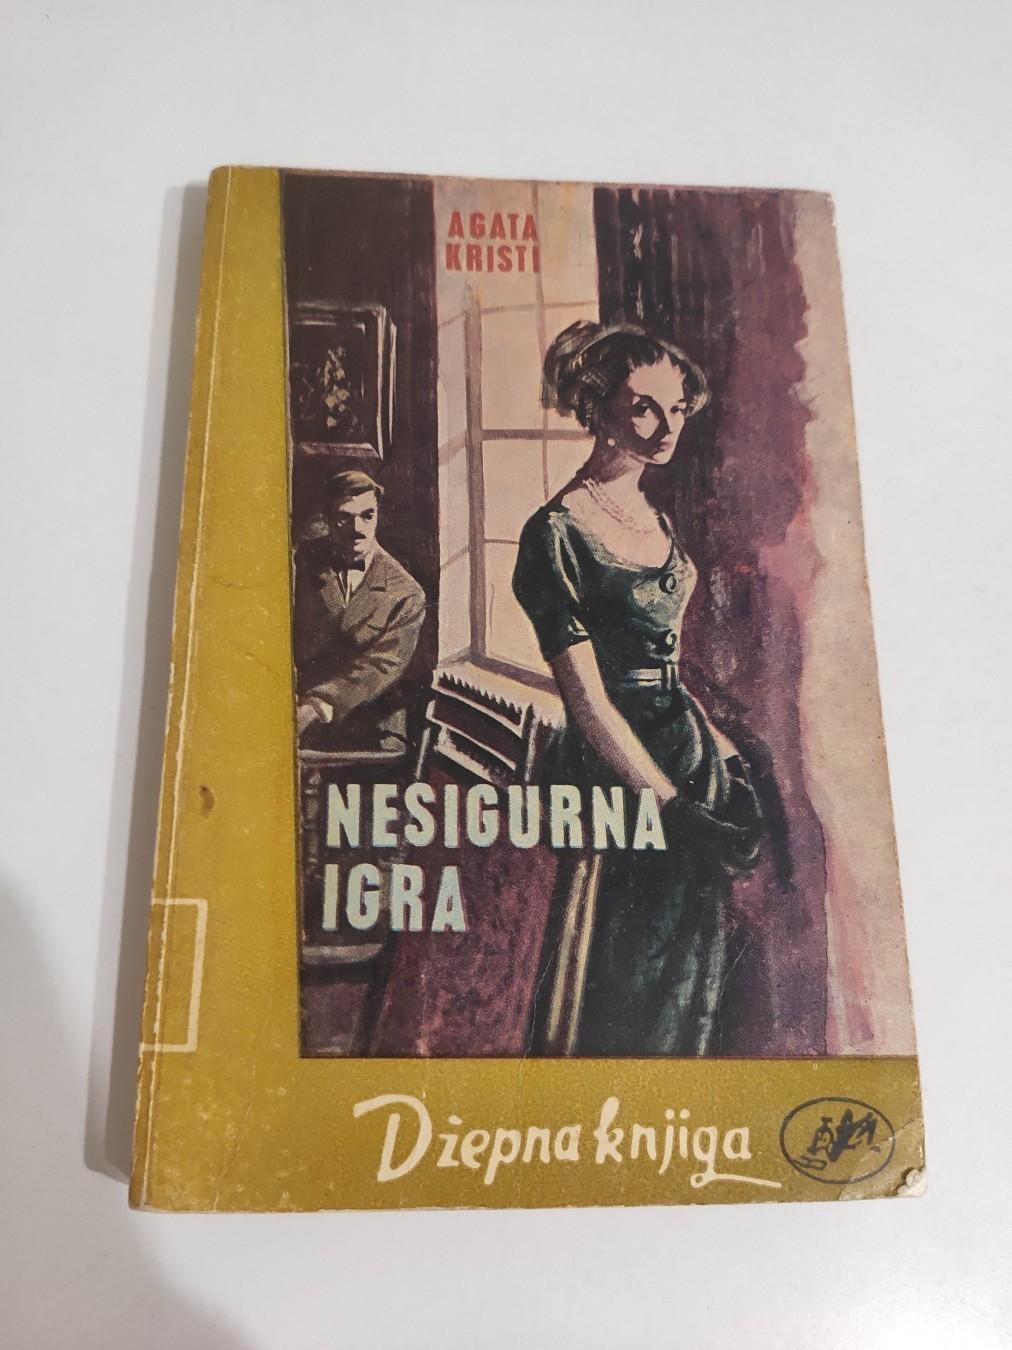 AGATA
KRISTI
NESIGURNA
IGRA
Džepna knjiga